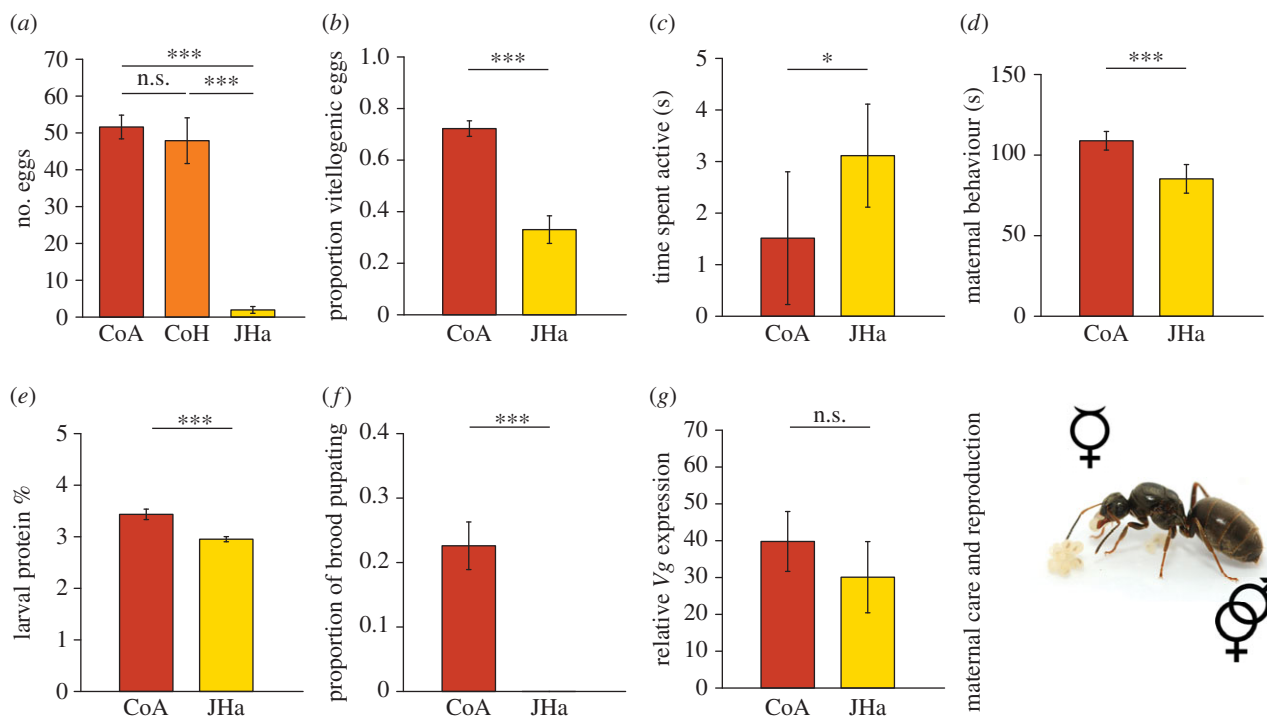 (a)
no. eggs
70
60
50
40
30
20
10
0
***
n.s.
***
CoA CoH JHa
(b)
proportion vitellogenic eggs
1.0
0.8
0.6
0.4
0.2
0
***
CoA JHa
(c)
time spent active (s)
5
4
3
2
1
0
*
CoA JHa
(d)
maternal behaviour (s)
150
100
50
0
***
CoA JHa
(e)
larval protein %
5
4
3
2
1
0
***
CoA JHa
(f)
proportion of brood pupating
0.4
0.3
0.2
0.1
0
***
CoA JHa
(g)
relative Vg expression
70
60
50
40
30
20
10
0
n.s.
CoA JHa
maternal care and reproduction